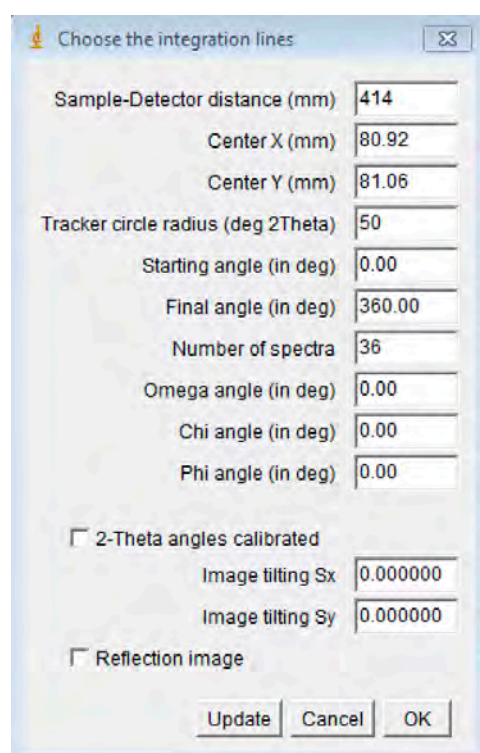 Choose the integration lines
Sample-Detector distance (mm) 414
Center X (mm) 80.92
Center Y (mm) 81.06
Tracker circle radius (deg 2Theta) 50
Starting angle (in deg) 0.00
Final angle (in deg) 360.00
Number of spectra 36
Omega angle (in deg) 0.00
Chi angle (in deg) 0.00
Phi angle (in deg) 0.00
2-Theta angles calibrated
Image tilting Sx 0.000000
Image tilting Sy 0.000000
Reflection image
Update Cancel OK